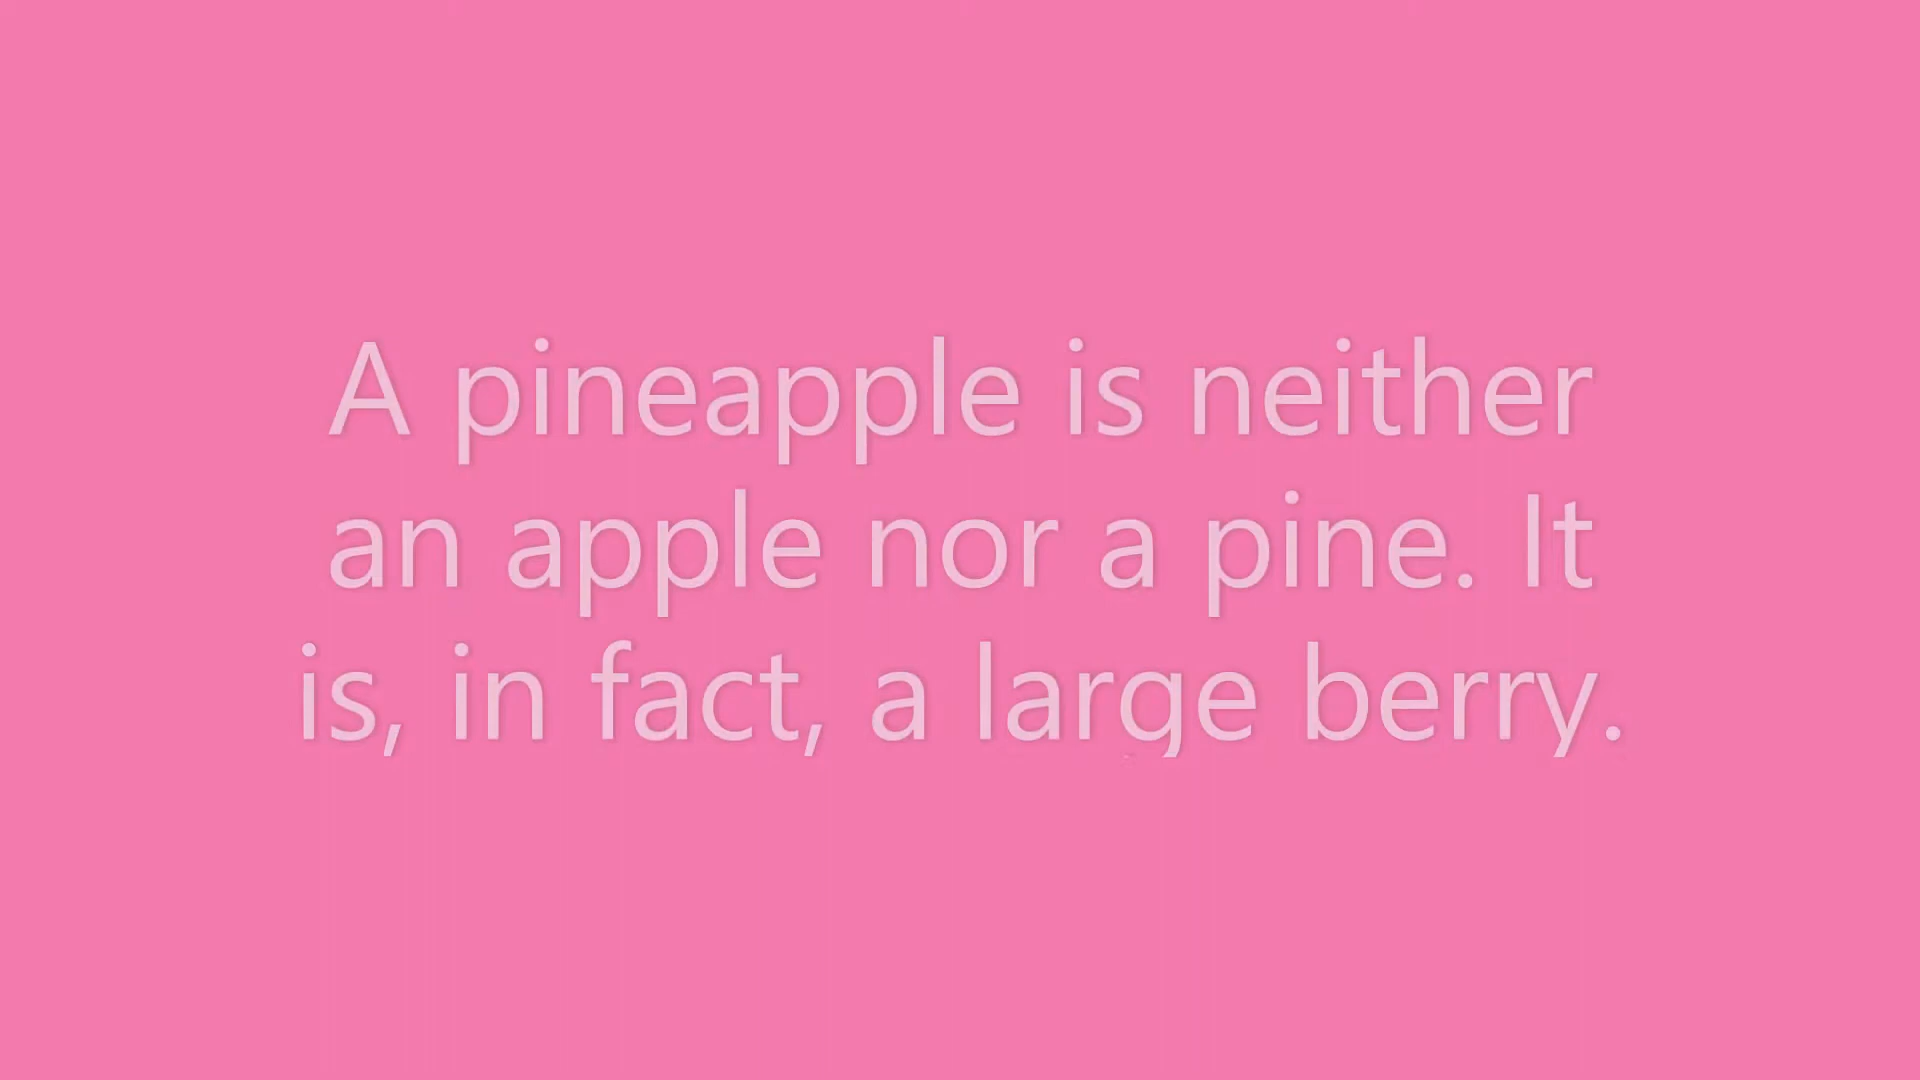 A pineapple is neither
an apple nor a pine. It
is, in fact, a large berry.